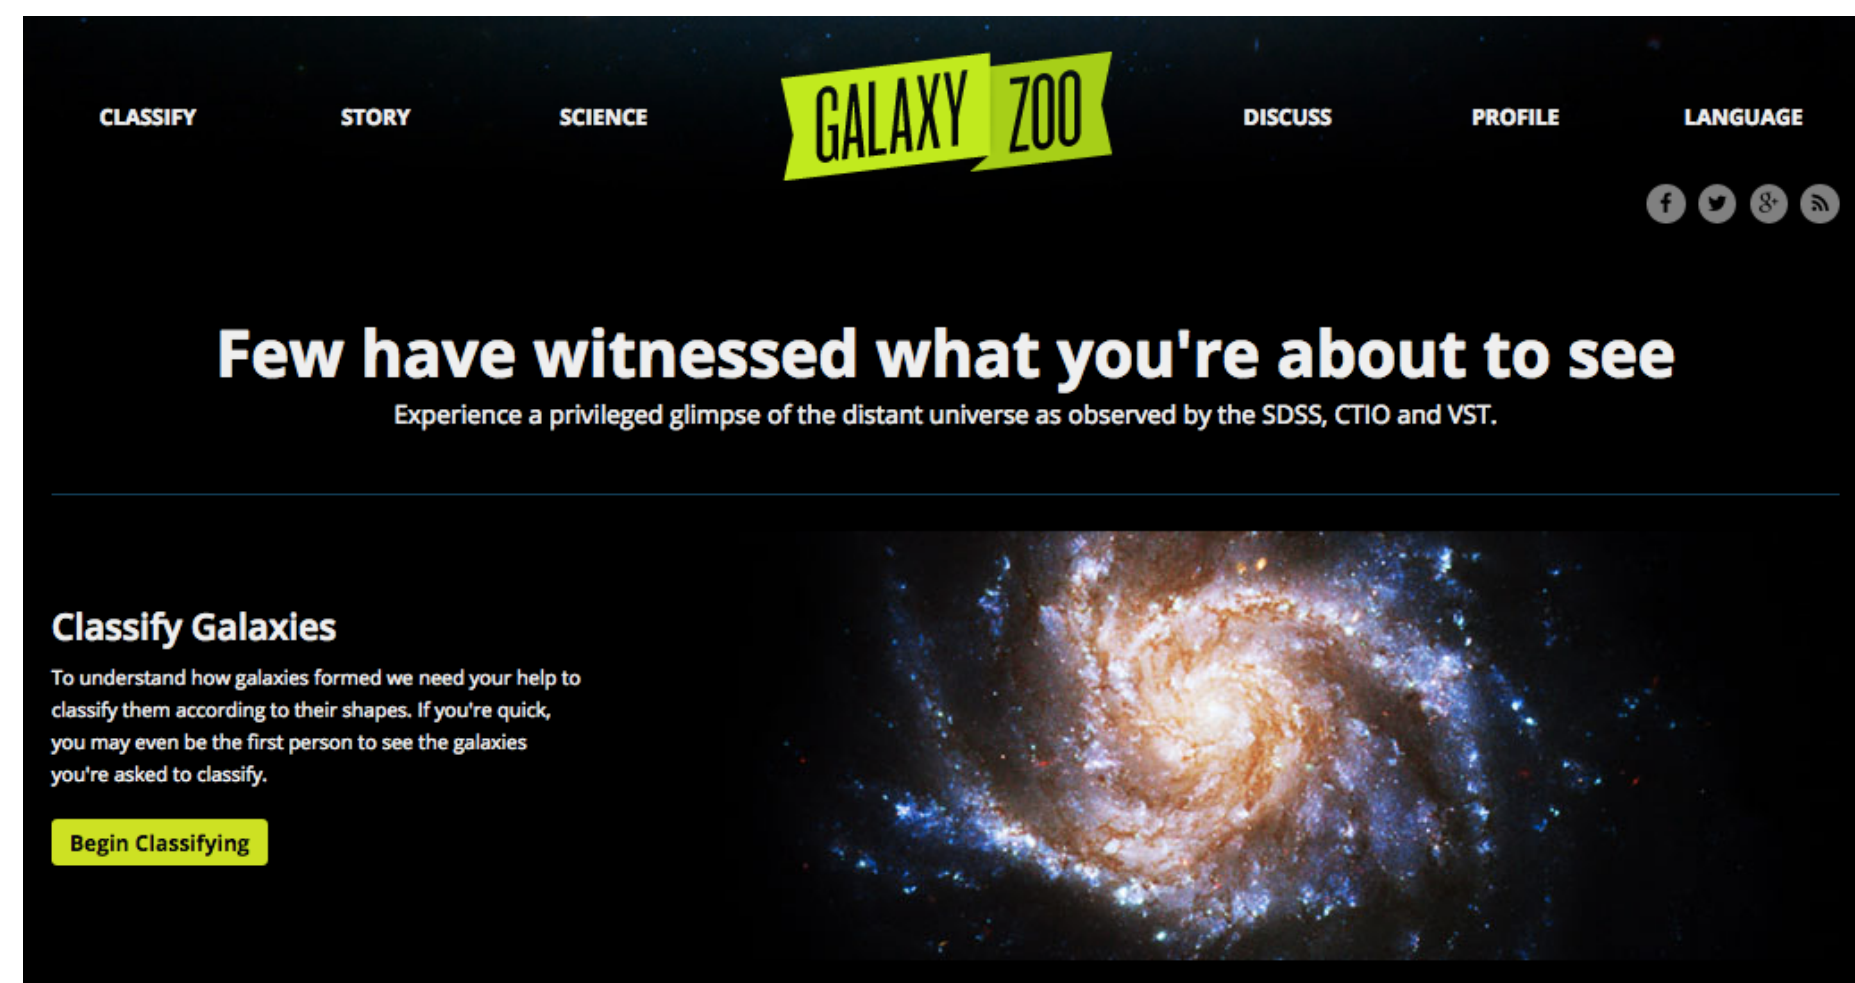 CLASSIFY STORY SCIENCE GALAXY ZOO DISCUSS PROFILE LANGUAGE
Few have witnessed what you're about to see
Experience a privileged glimpse of the distant universe as observed by the SDSS, CTIO and VST.
Classify Galaxies
To understand how galaxies formed we need your help to
classify them according to their shapes. If you're quick,
you may even be the first person to see the galaxies
you're asked to classify.
Begin Classifying